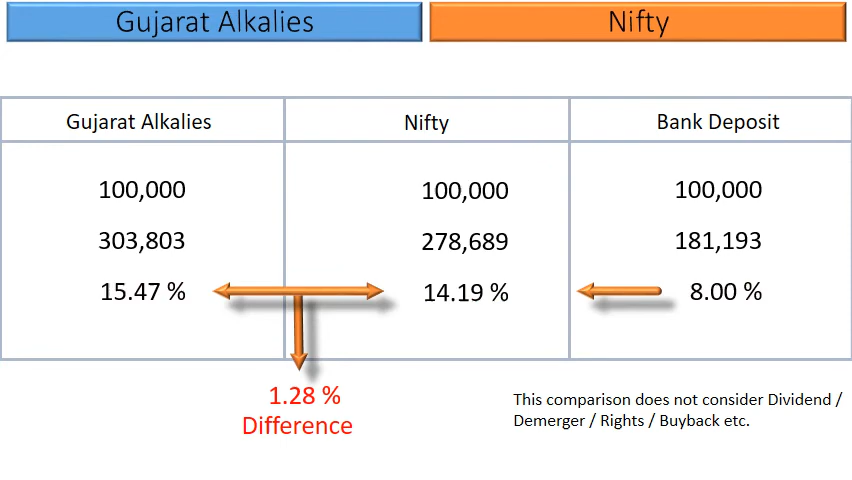 Gujarat Alkalies
Nifty
Gujarat Alkalies
Nifty
Bank Deposit
100,000
100,000
100,000
303,803
278,689
181,193
15.47 %
14.19 %
8.00 %
1.28 %
Difference
This comparison does not consider Dividend /
Demerger / Rights / Buyback etc.